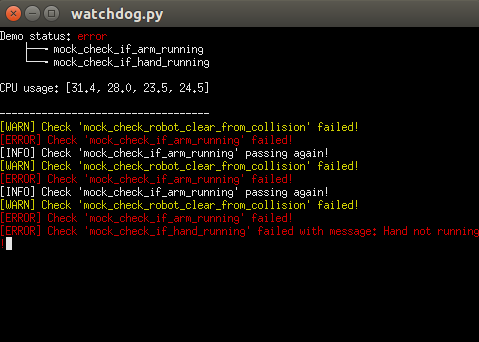 watchdog.py
Demo status: error
mock_check_if_arm_running
mock_check_if_hand_running
CPU usage: [31.4, 28.0, 23.5, 24.5]
-----------------------------------
[WARN] Check 'mock_check_robot_clear_from_collision' failed!
[ERROR] Check 'mock_check_if_arm_running' failed!
[INFO] Check 'mock_check_if_arm_running' passing again!
[WARN] Check 'mock_check_robot_clear_from_collision' failed!
[ERROR] Check 'mock_check_if_arm_running' failed!
[INFO] Check 'mock_check_if_arm_running' passing again!
[WARN] Check 'mock_check_robot_clear_from_collision' failed!
[ERROR] Check 'mock_check_if_arm_running' failed!
[ERROR] Check 'mock_check_if_hand_running' failed with message: Hand not running
!